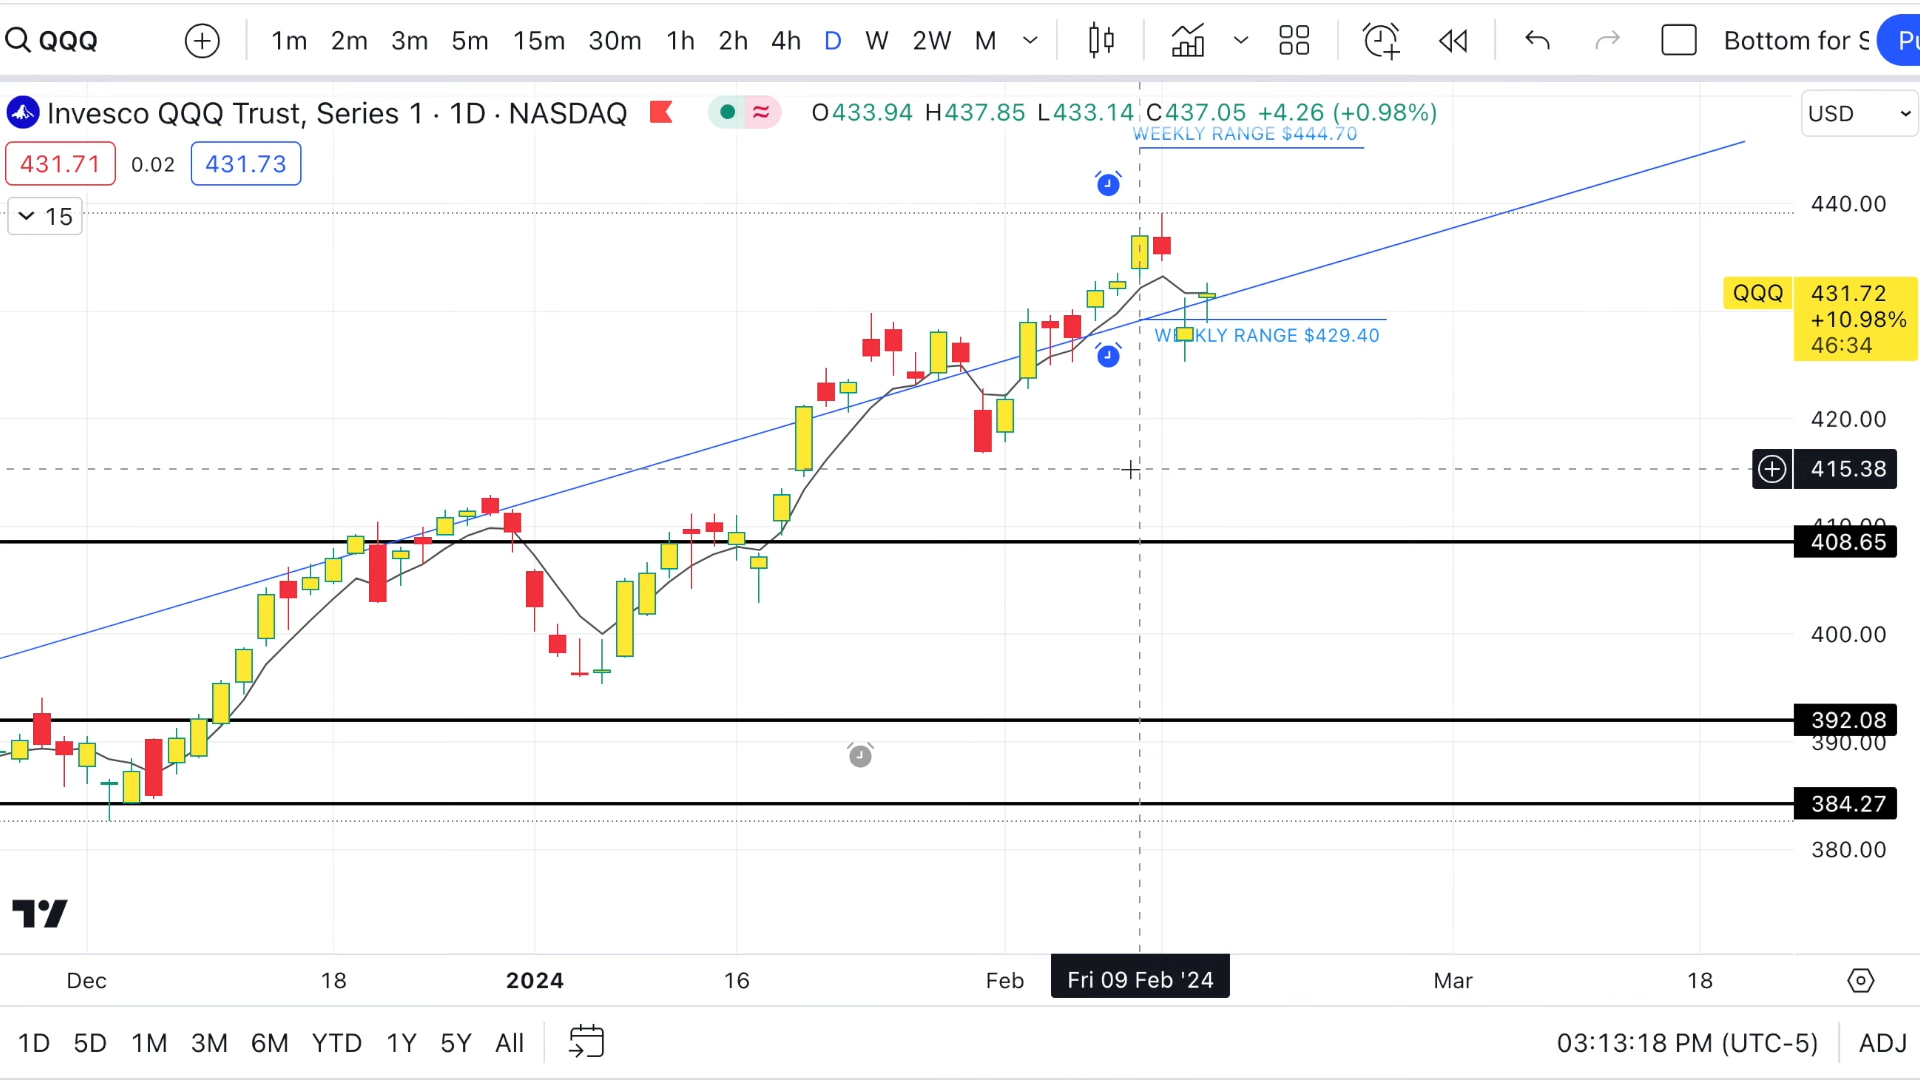 QQQ 1m 2m 3m 5m 15m 30m 1h 2h 4h D W 2W M Bottom for S Pu
Invesco QQQ Trust, Series 1 · 1D · NASDAQ O433.94 H437.85 L433.14 C437.05 +4.26 (+0.98%) USD
WEEKLY RANGE $444.70
431.71 0.02 431.73
15
440.00
QQQ 431.72
+10.98%
46:34
WEEKLY RANGE $429.40
420.00
415.38
410.00
408.65
400.00
392.08
390.00
384.27
380.00
Dec 18 2024 16 Feb Fri 09 Feb '24 Mar 18
1D 5D 1M 3M 6M YTD 1Y 5Y All 03:13:18 PM (UTC-5) ADJ